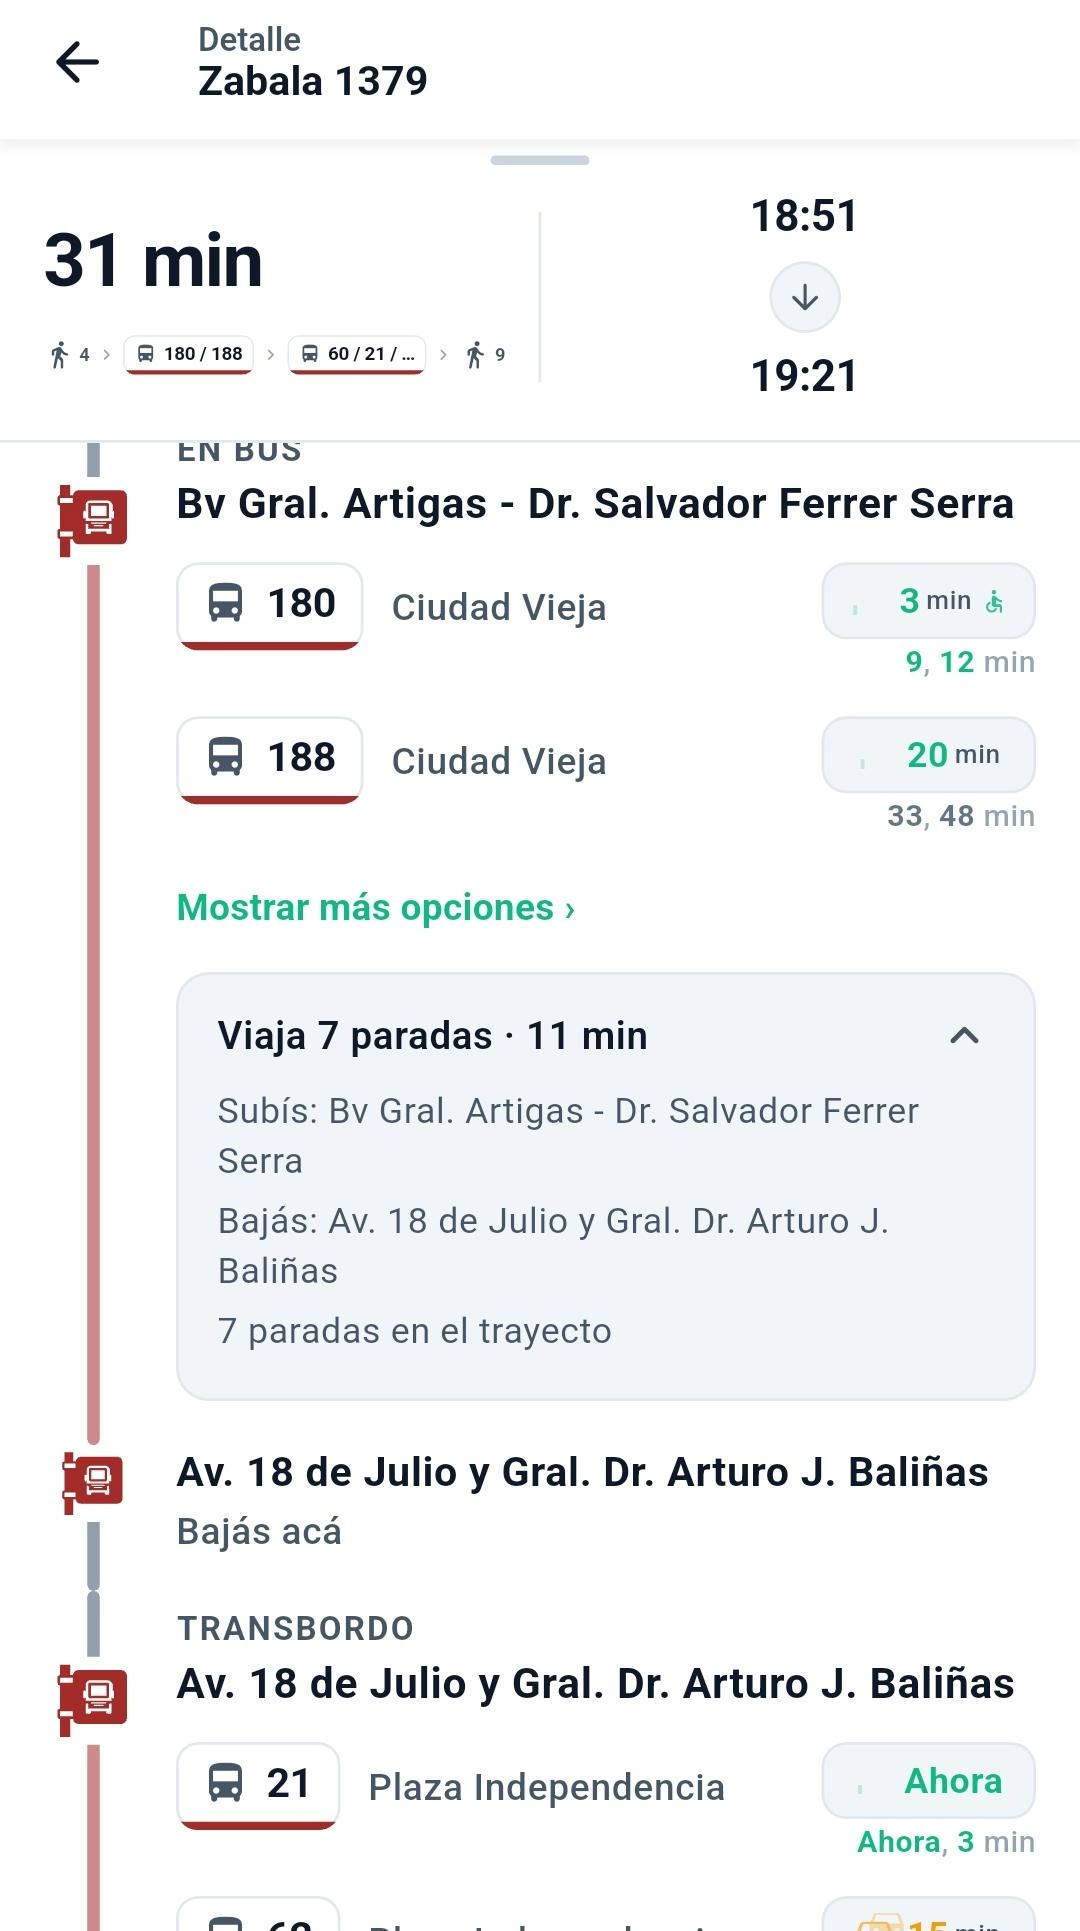 Detalle
Zabala 1379
31 min
18:51
19:21
4 › 180 / 188 › 60 / 21 / ... › 9
EN BUS
Bv Gral. Artigas - Dr. Salvador Ferrer Serra
180 Ciudad Vieja 3 min
9, 12 min
188 Ciudad Vieja 20 min
33, 48 min
Mostrar más opciones ›
Viaja 7 paradas · 11 min
Subís: Bv Gral. Artigas - Dr. Salvador Ferrer
Serra
Bajás: Av. 18 de Julio y Gral. Dr. Arturo J.
Baliñas
7 paradas en el trayecto
Av. 18 de Julio y Gral. Dr. Arturo J. Baliñas
Bajás acá
TRANSBORDO
Av. 18 de Julio y Gral. Dr. Arturo J. Baliñas
21 Plaza Independencia Ahora
Ahora, 3 min